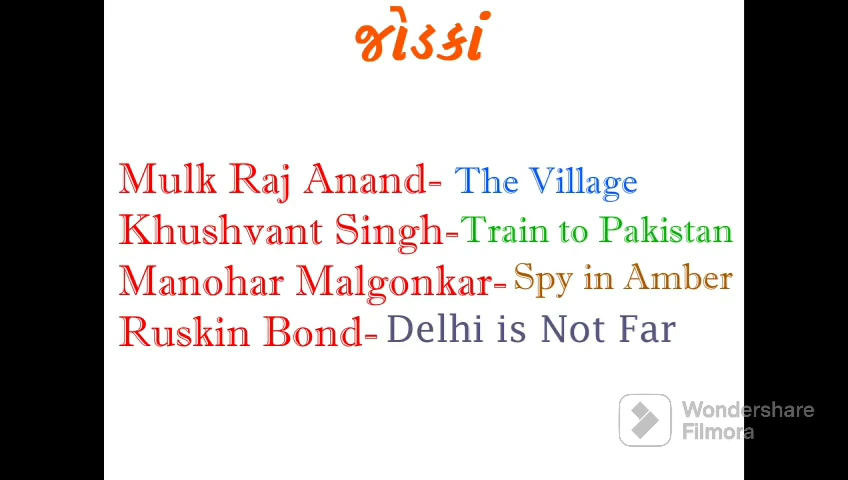 જોડકાં
Mulk Raj Anand- The Village
Khushvant Singh-Train to Pakistan
Manohar Malgonkar- Spy in Amber
Ruskin Bond- Delhi is Not Far
Wondershare
Filmora